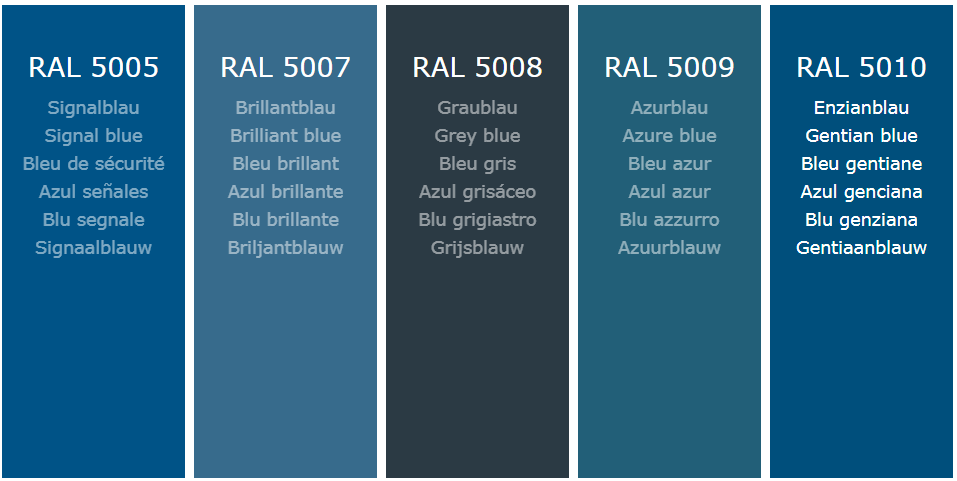 RAL 5005
Signalblau
Signal blue
Bleu de sécurité
Azul señales
Blu segnale
Signaalblauw
RAL 5007
Brillantblau
Brilliant blue
Bleu brillant
Azul brillante
Blu brillante
Briljantblauw
RAL 5008
Graublau
Grey blue
Bleu gris
Azul grisáceo
Blu grigiastro
Grijsblauw
RAL 5009
Azurblau
Azure blue
Bleu azur
Azul azur
Blu azzurro
Azuurblauw
RAL 5010
Enzianblau
Gentian blue
Bleu gentiane
Azul genciana
Blu genziana
Gentiaanblauw